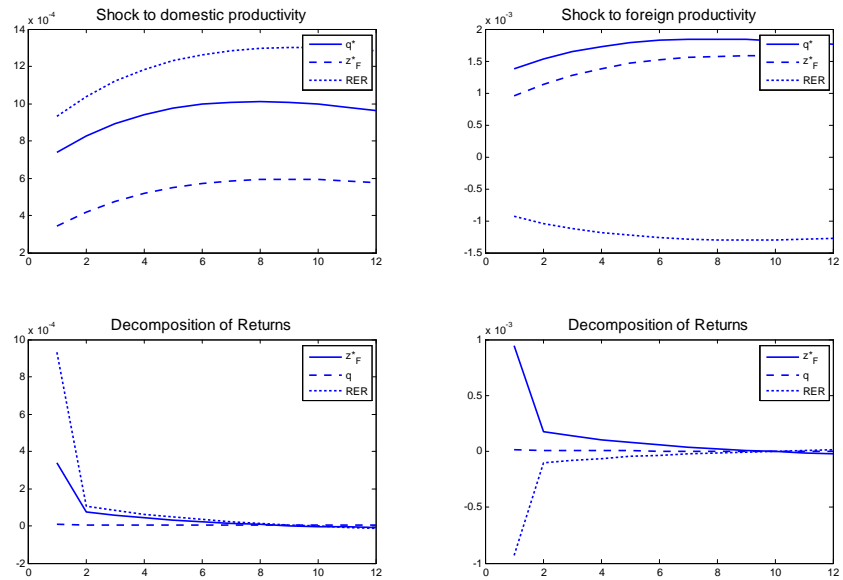 Shock to domestic productivity
x 10-4
14
12
10
8
6
4
2
0 2 4 6 8 10 12
q*
z*F
RER
Shock to foreign productivity
x 10-3
2
1.5
1
0.5
0
-0.5
-1
-1.5
0 2 4 6 8 10 12
q*
z*F
RER
Decomposition of Returns
x 10-4
10
8
6
4
2
0
-2
0 2 4 6 8 10 12
z*F
q
RER
Decomposition of Returns
x 10-3
1
0.5
0
-0.5
-1
0 2 4 6 8 10 12
z*F
q
RER